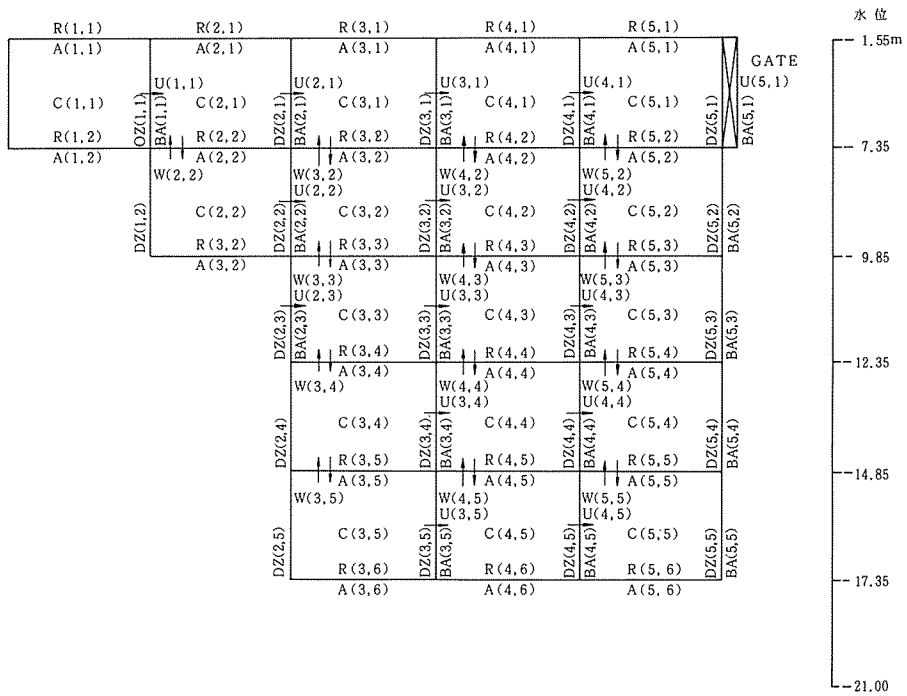 水位
R(1,1) R(2,1) R(3,1) R(4,1) R(5,1)
-1.55m
A(1,1) A(2,1) A(3,1) A(4,1) A(5,1)
GATE
U(1,1) U(2,1) U(3,1) U(4,1) U(5,1)
C(1,1) C(2,1) C(3,1) C(4,1) C(5,1)
OZ(1,1) BA(1,1) DZ(2,1) BA(2,1) DZ(3,1) BA(3,1) DZ(4,1) BA(4,1) DZ(5,1) BA(5,1)
R(1,2) R(2,2) R(3,2) R(4,2) R(5,2)
-7.35
A(1,2) A(2,2) A(3,2) A(4,2) A(5,2)
W(2,2) W(3,2) W(4,2) W(5,2)
U(2,2) U(3,2) U(4,2)
C(2,2) C(3,2) C(4,2) C(5,2)
DZ(1,2) DZ(2,2) BA(2,2) DZ(3,2) BA(3,2) DZ(4,2) BA(4,2) DZ(5,2) BA(5,2)
R(3,2) R(3,3) R(4,3) R(5,3)
-9.85
A(3,2) A(3,3) A(4,3) A(5,3)
W(3,3) W(4,3) W(5,3)
U(2,3) U(3,3) U(4,3)
C(3,3) C(4,3) C(5,3)
DZ(2,3) BA(2,3) DZ(3,3) BA(3,3) DZ(4,3) BA(4,3) DZ(5,3) BA(5,3)
R(3,4) R(4,4) R(5,4)
-12.35
A(3,4) A(4,4) A(5,4)
W(3,4) W(4,4) W(5,4)
U(3,4) U(4,4)
C(3,4) C(4,4) C(5,4)
DZ(2,4) DZ(3,4) BA(3,4) DZ(4,4) BA(4,4) DZ(5,4) BA(5,4)
R(3,5) R(4,5) R(5,5)
-14.85
A(3,5) A(4,5) A(5,5)
W(3,5) W(4,5) W(5,5)
U(3,5) U(4,5)
C(3,5) C(4,5) C(5,5)
DZ(2,5) DZ(3,5) BA(3,5) DZ(4,5) BA(4,5) DZ(5,5) BA(5,5)
R(3,6) R(4,6) R(5,6)
-17.35
A(3,6) A(4,6) A(5,6)
-21.00